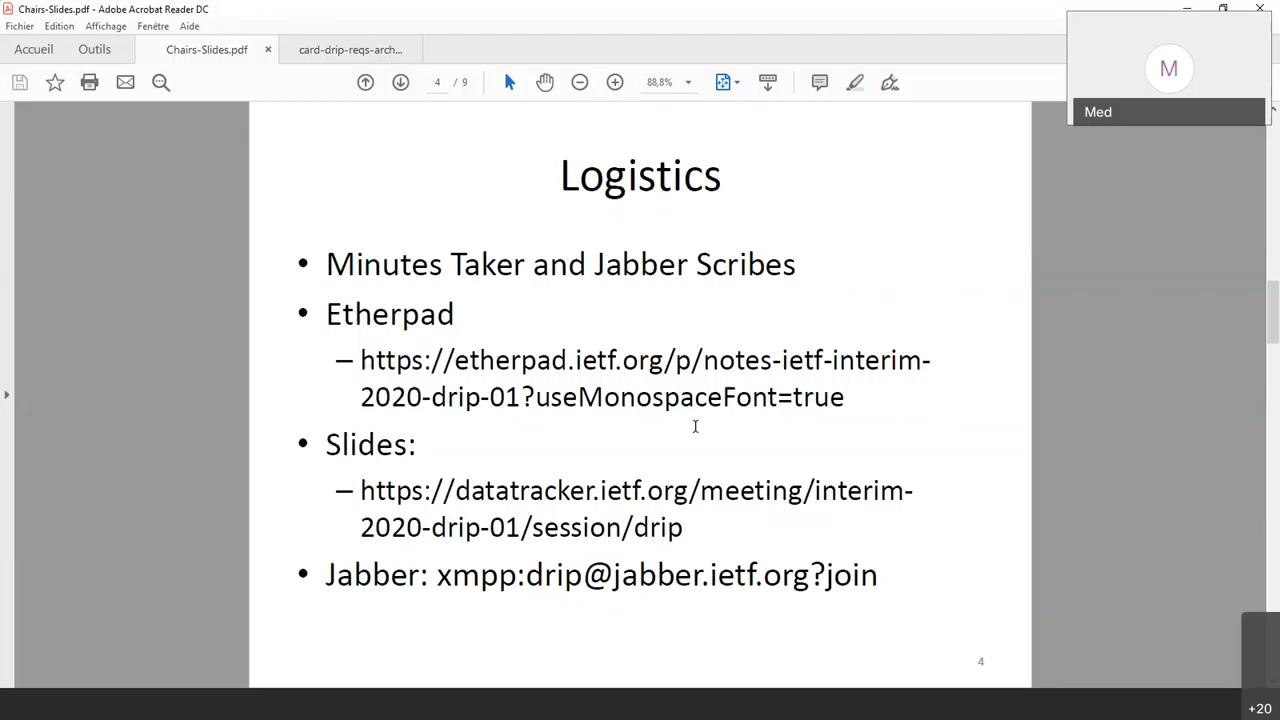 Chairs-Slides.pdf - Adobe Acrobat Reader DC
Fichier Edition Affichage Fenêtre Aide
Accueil Outils Chairs-Slides.pdf × card-drip-reqs-arch...
4 / 9 88,8%
M
Med
Logistics
• Minutes Taker and Jabber Scribes
• Etherpad
– https://etherpad.ietf.org/p/notes-ietf-interim-
2020-drip-01?useMonospaceFont=true
• Slides:
– https://datatracker.ietf.org/meeting/interim-
2020-drip-01/session/drip
• Jabber: xmpp:drip@jabber.ietf.org?join
4
+20